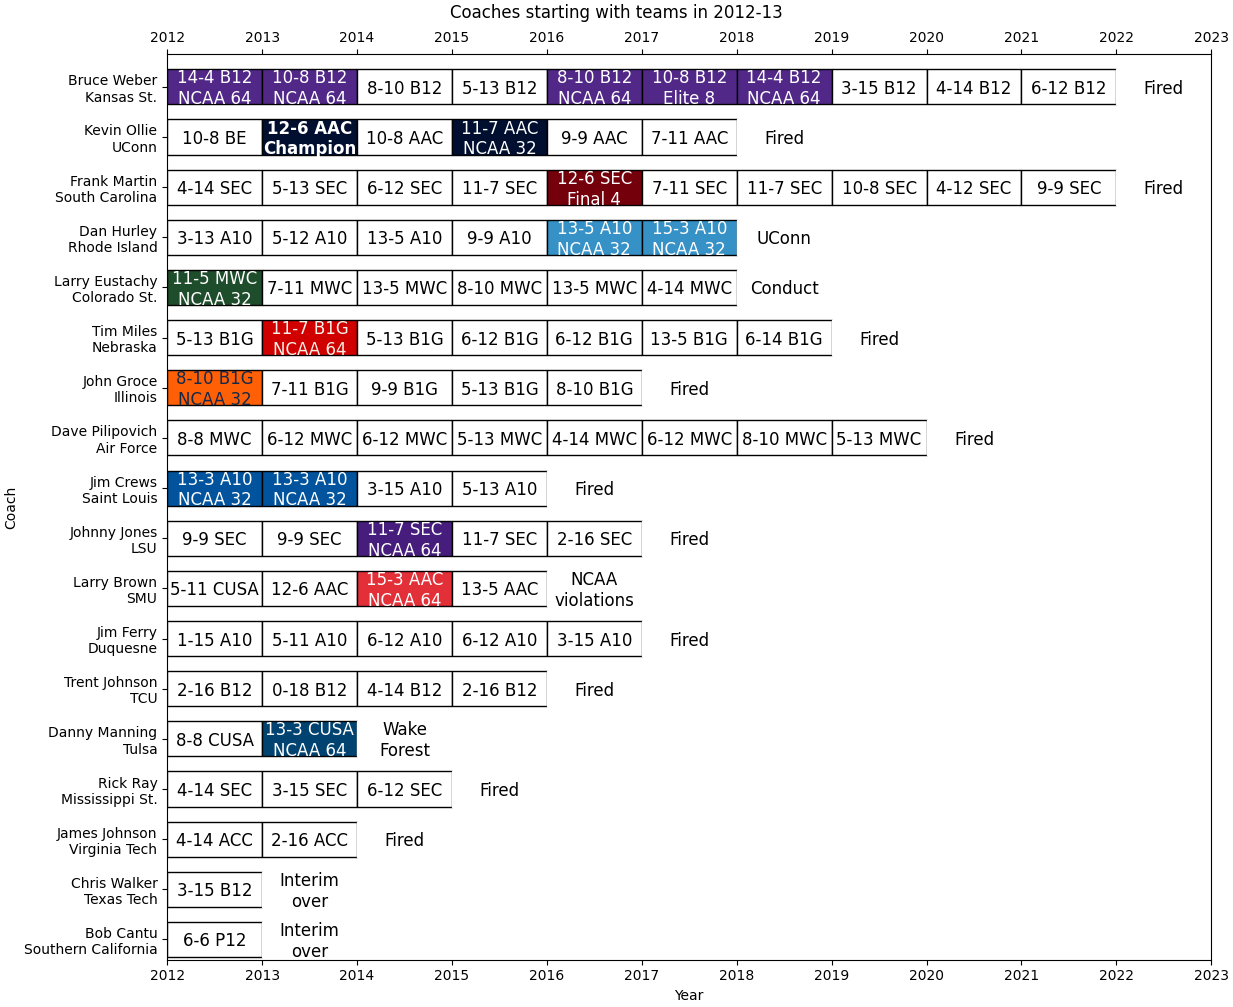 Coaches starting with teams in 2012-13
2012 2013 2014 2015 2016 2017 2018 2019 2020 2021 2022 2023
Bruce Weber
Kansas St.
14-4 B12
NCAA 64
10-8 B12
NCAA 64
8-10 B12
5-13 B12
8-10 B12
NCAA 64
10-8 B12
Elite 8
14-4 B12
NCAA 64
3-15 B12
4-14 B12
6-12 B12
Fired
Kevin Ollie
UConn
10-8 BE
12-6 AAC
Champion
10-8 AAC
11-7 AAC
NCAA 32
9-9 AAC
7-11 AAC
Fired
Frank Martin
South Carolina
4-14 SEC
5-13 SEC
6-12 SEC
11-7 SEC
12-6 SEC
Final 4
7-11 SEC
11-7 SEC
10-8 SEC
4-12 SEC
9-9 SEC
Fired
Dan Hurley
Rhode Island
3-13 A10
5-12 A10
13-5 A10
9-9 A10
13-5 A10
NCAA 32
15-3 A10
NCAA 32
UConn
Larry Eustachy
Colorado St.
11-5 MWC
NCAA 32
7-11 MWC
13-5 MWC
8-10 MWC
13-5 MWC
4-14 MWC
Conduct
Tim Miles
Nebraska
5-13 B1G
11-7 B1G
NCAA 64
5-13 B1G
6-12 B1G
6-12 B1G
13-5 B1G
6-14 B1G
Fired
John Groce
Illinois
8-10 B1G
NCAA 32
7-11 B1G
9-9 B1G
5-13 B1G
8-10 B1G
Fired
Dave Pilipovich
Air Force
8-8 MWC
6-12 MWC
6-12 MWC
5-13 MWC
4-14 MWC
6-12 MWC
8-10 MWC
5-13 MWC
Fired
Jim Crews
Saint Louis
13-3 A10
NCAA 32
13-3 A10
NCAA 32
3-15 A10
5-13 A10
Fired
Johnny Jones
LSU
9-9 SEC
9-9 SEC
11-7 SEC
NCAA 64
11-7 SEC
2-16 SEC
Fired
Larry Brown
SMU
5-11 CUSA
12-6 AAC
15-3 AAC
NCAA 64
13-5 AAC
NCAA
violations
Jim Ferry
Duquesne
1-15 A10
5-11 A10
6-12 A10
6-12 A10
3-15 A10
Fired
Trent Johnson
TCU
2-16 B12
0-18 B12
4-14 B12
2-16 B12
Fired
Danny Manning
Tulsa
8-8 CUSA
13-3 CUSA
NCAA 64
Wake
Forest
Rick Ray
Mississippi St.
4-14 SEC
3-15 SEC
6-12 SEC
Fired
James Johnson
Virginia Tech
4-14 ACC
2-16 ACC
Fired
Chris Walker
Texas Tech
3-15 B12
Interim
over
Bob Cantu
Southern California
6-6 P12
Interim
over
2012 2013 2014 2015 2016 2017 2018 2019 2020 2021 2022 2023
Year
Coach